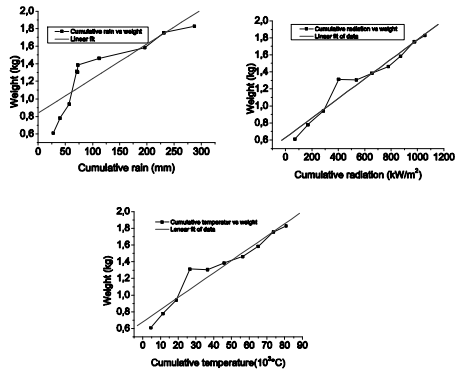 2,0
1,8
1,6
1,4
1,2
1,0
0,8
0,6
Weight (kg)
Cumulative rain vs weight
Linear fit
0 50 100 150 200 250 300
Cumulative rain (mm)
2,0
1,8
1,6
1,4
1,2
1,0
0,8
0,6
Weight (kg)
Cumulative radiation vs weight
Linear fit of data
0 200 400 600 800 1000 1200
Cumulative radiation (kW/m²)
2,0
1,8
1,6
1,4
1,2
1,0
0,8
0,6
Weight (kg)
Cumulative temperater vs weight
Lenear fit of data
0 10 20 30 40 50 60 70 80 90
Cumulative temperature(10³°C)